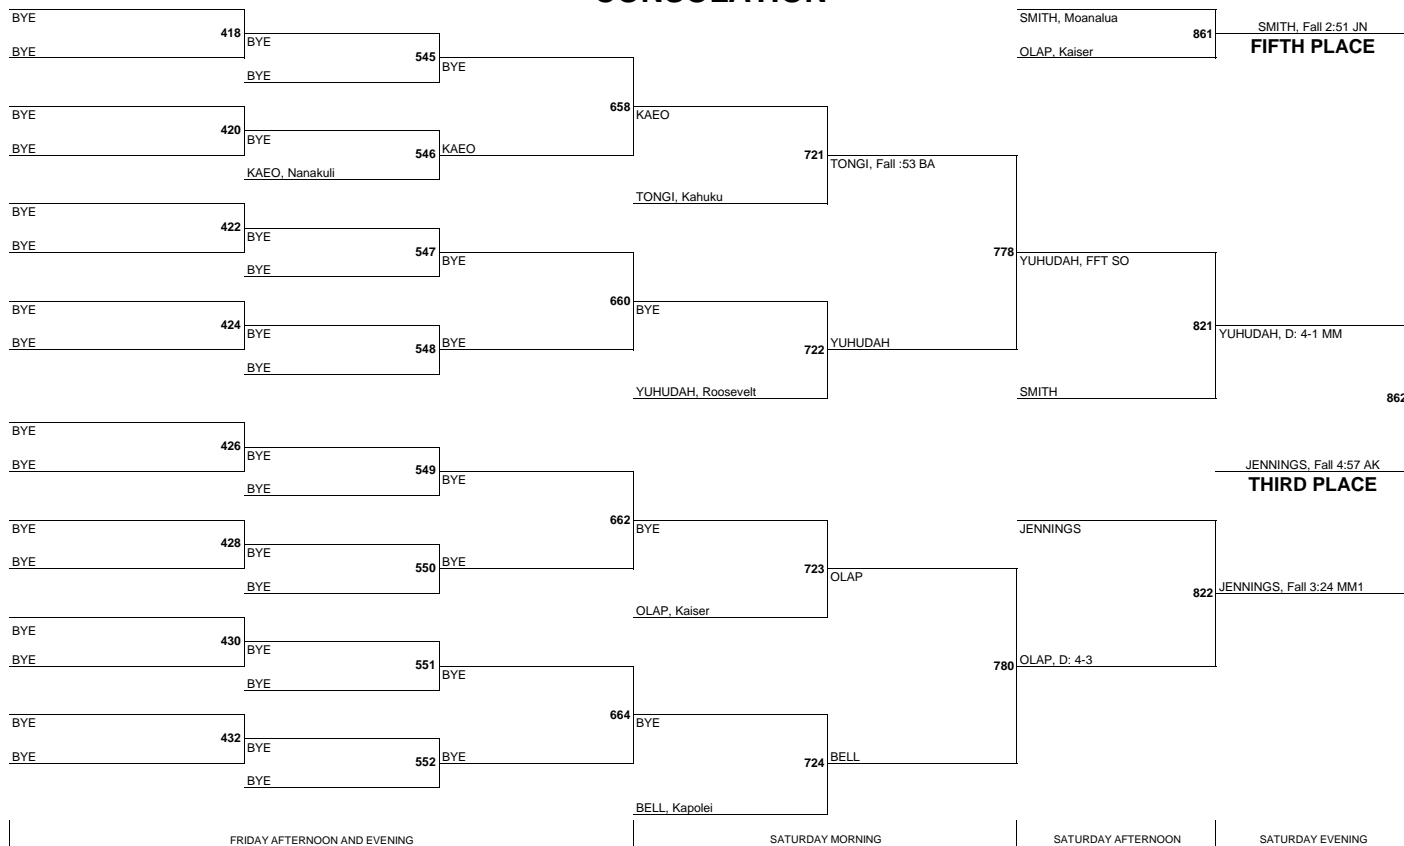 CONSOLATION
BYE
SMITH, Moanalua
SMITH, Fall 2:51 JN
418
BYE
861
BYE
OLAP, Kaiser
FIFTH PLACE
545
BYE
BYE
BYE
658
KAEO
420
BYE
BYE
546
KAEO
721
TONGI, Fall :53 BA
KAEO, Nanakuli
TONGI, Kahuku
BYE
422
BYE
BYE
547
BYE
778
YUHUDAH, FFT SO
BYE
BYE
660
BYE
424
BYE
821
YUHUDAH, D: 4-1 MM
BYE
548
BYE
722
YUHUDAH
BYE
YUHUDAH, Roosevelt
SMITH
862
BYE
426
BYE
BYE
549
BYE
JENNINGS, Fall 4:57 AK
THIRD PLACE
BYE
BYE
662
BYE
JENNINGS
428
BYE
BYE
550
BYE
723
OLAP
BYE
822
JENNINGS, Fall 3:24 MM1
OLAP, Kaiser
BYE
430
BYE
BYE
551
BYE
780
OLAP, D: 4-3
BYE
BYE
664
BYE
432
BYE
BYE
552
BYE
724
BELL
BYE
BELL, Kapolei
FRIDAY AFTERNOON AND EVENING
SATURDAY MORNING
SATURDAY AFTERNOON
SATURDAY EVENING